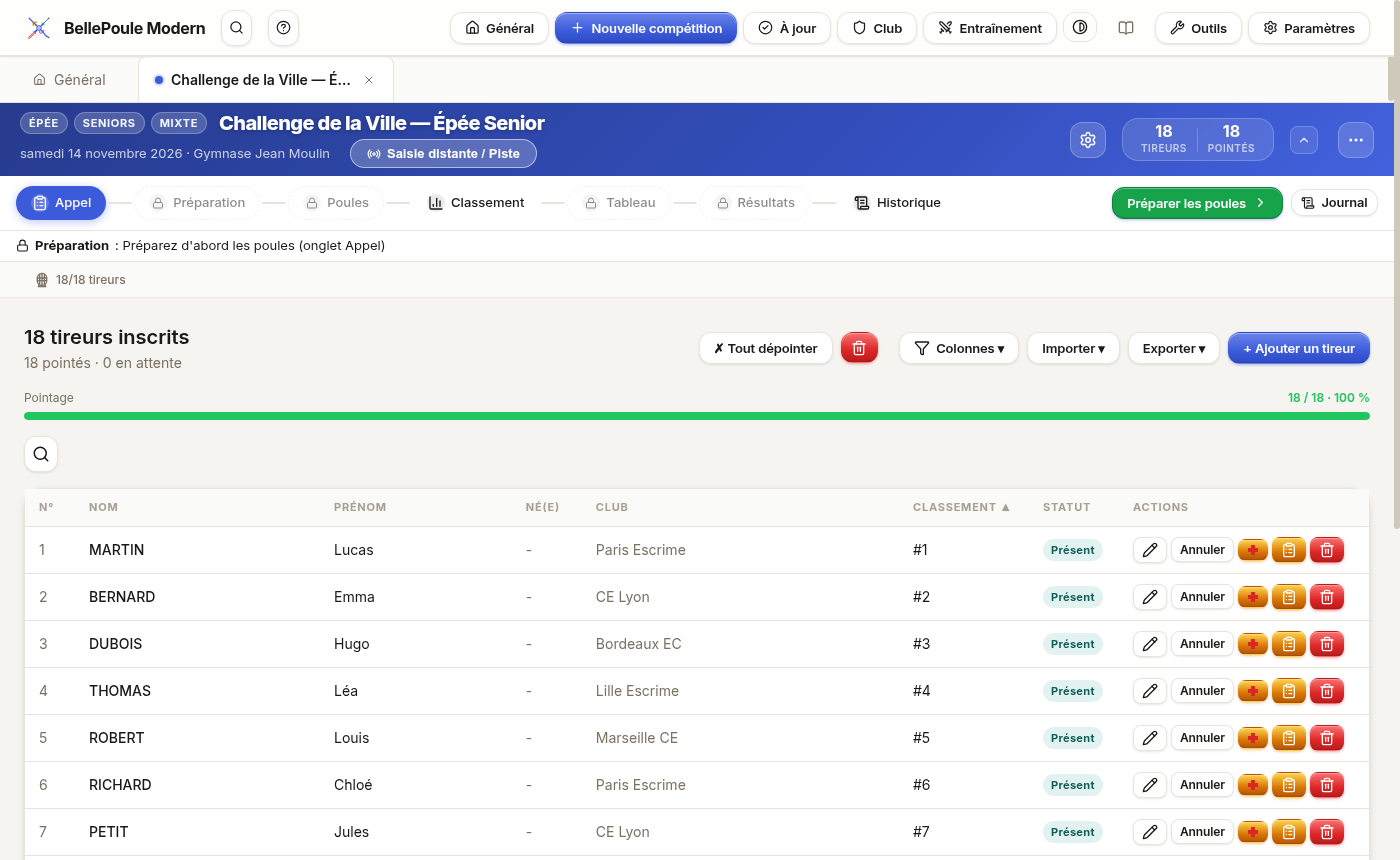 BellePoule Modern
Général
Nouvelle compétition
À jour
Club
Entraînement
Outils
Paramètres
Général
Challenge de la Ville — É...
ÉPÉE
SENIORS
MIXTE
Challenge de la Ville — Épée Senior
samedi 14 novembre 2026 · Gymnase Jean Moulin
Saisie distante / Piste
18
TIREURS
18
POINTÉS
Appel
Préparation
Poules
Classement
Tableau
Résultats
Historique
Préparer les poules
Journal
Préparation : Préparez d'abord les poules (onglet Appel)
18/18 tireurs
18 tireurs inscrits
18 pointés · 0 en attente
✗ Tout dépointer
Colonnes ▾
Importer ▾
Exporter ▾
+ Ajouter un tireur
Pointage
18 / 18 · 100 %
N° NOM PRÉNOM NÉ(E) CLUB CLASSEMENT ▲ STATUT ACTIONS
1 MARTIN Lucas - Paris Escrime #1 Présent Annuler
2 BERNARD Emma - CE Lyon #2 Présent Annuler
3 DUBOIS Hugo - Bordeaux EC #3 Présent Annuler
4 THOMAS Léa - Lille Escrime #4 Présent Annuler
5 ROBERT Louis - Marseille CE #5 Présent Annuler
6 RICHARD Chloé - Paris Escrime #6 Présent Annuler
7 PETIT Jules - CE Lyon #7 Présent Annuler